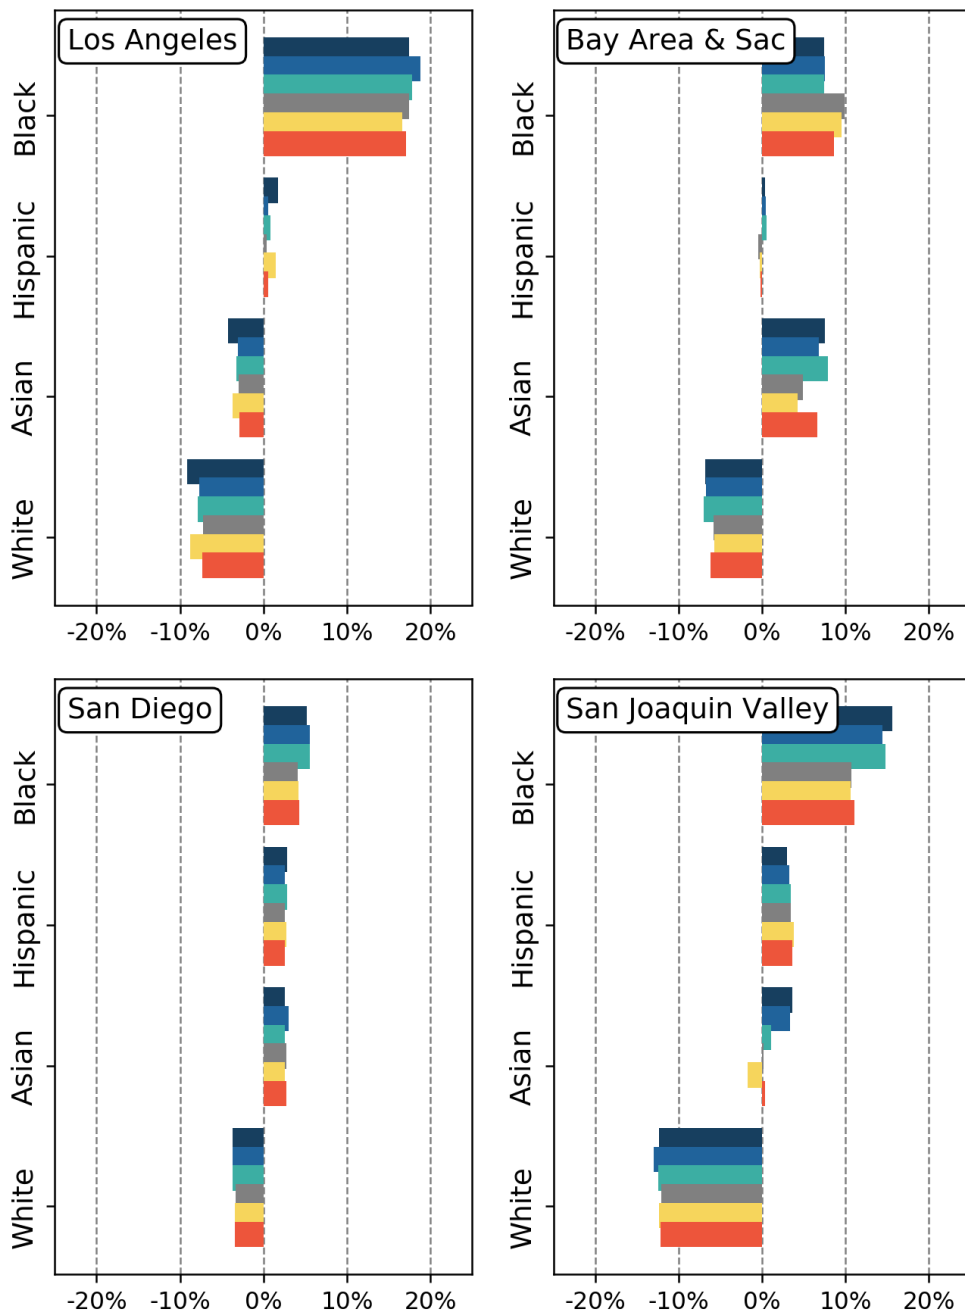 Los Angeles
Black
Hispanic
Asian
White
-20% -10% 0% 10% 20%
Bay Area & Sac
Black
Hispanic
Asian
White
-20% -10% 0% 10% 20%
San Diego
Black
Hispanic
Asian
White
-20% -10% 0% 10% 20%
San Joaquin Valley
Black
Hispanic
Asian
White
-20% -10% 0% 10% 20%